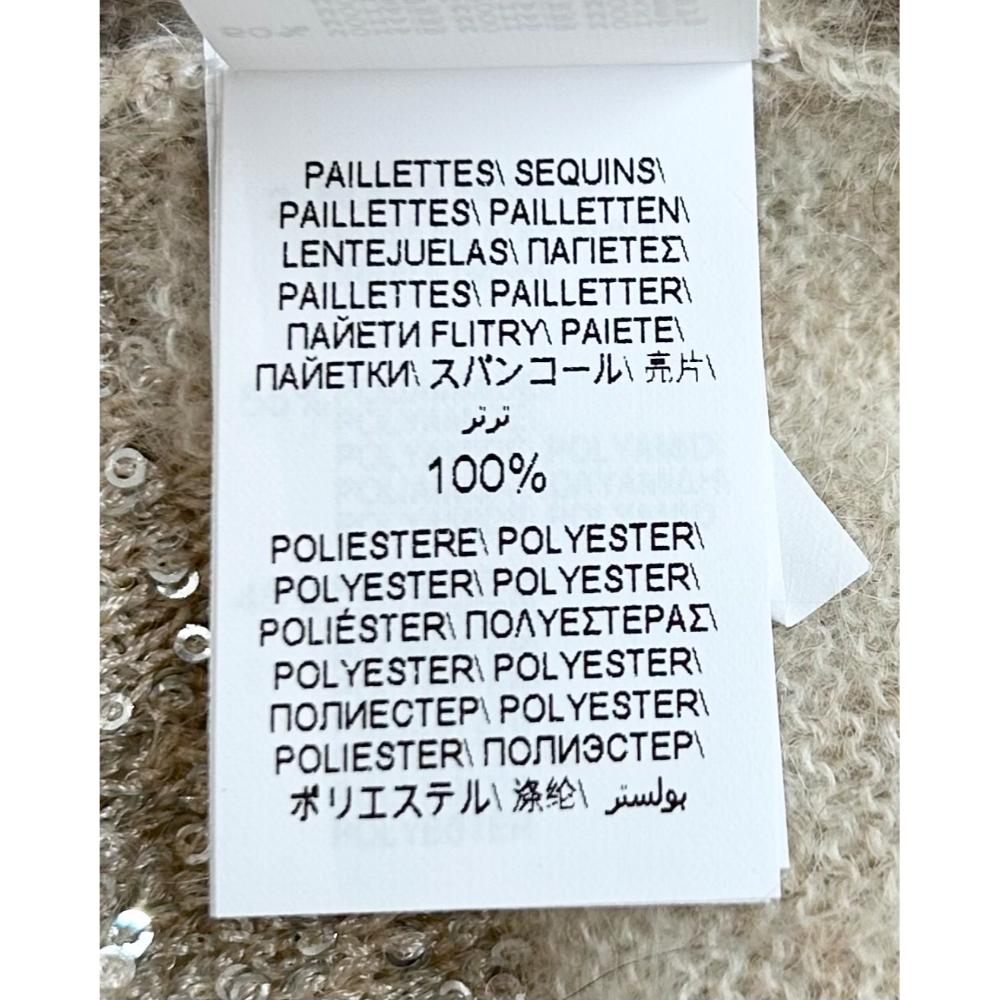 PAILLETTES\ SEQUINS\
PAILLETTES\ PAILLETTEN\
LENTEJUELAS\ ΠΑΓΙΕΤΕΣ\
PAILLETTES\ PAILLETTER\
ПАЙЕТИ FLITRY\ PAIETE\
ПАЙЕТКИ\ スパンコール\ 亮片\
ترتر
100%
POLIESTERE\ POLYESTER\
POLYESTER\ POLYESTER\
POLIÉSTER\ ΠΟΛΥΕΣΤΕΡΑΣ\
POLYESTER\ POLYESTER\
ПОЛИЕСТЕР\ POLYESTER\
POLIESTER\ ПОЛИЭСТЕР\
ポリエステル\ 涤纶\ بولستر